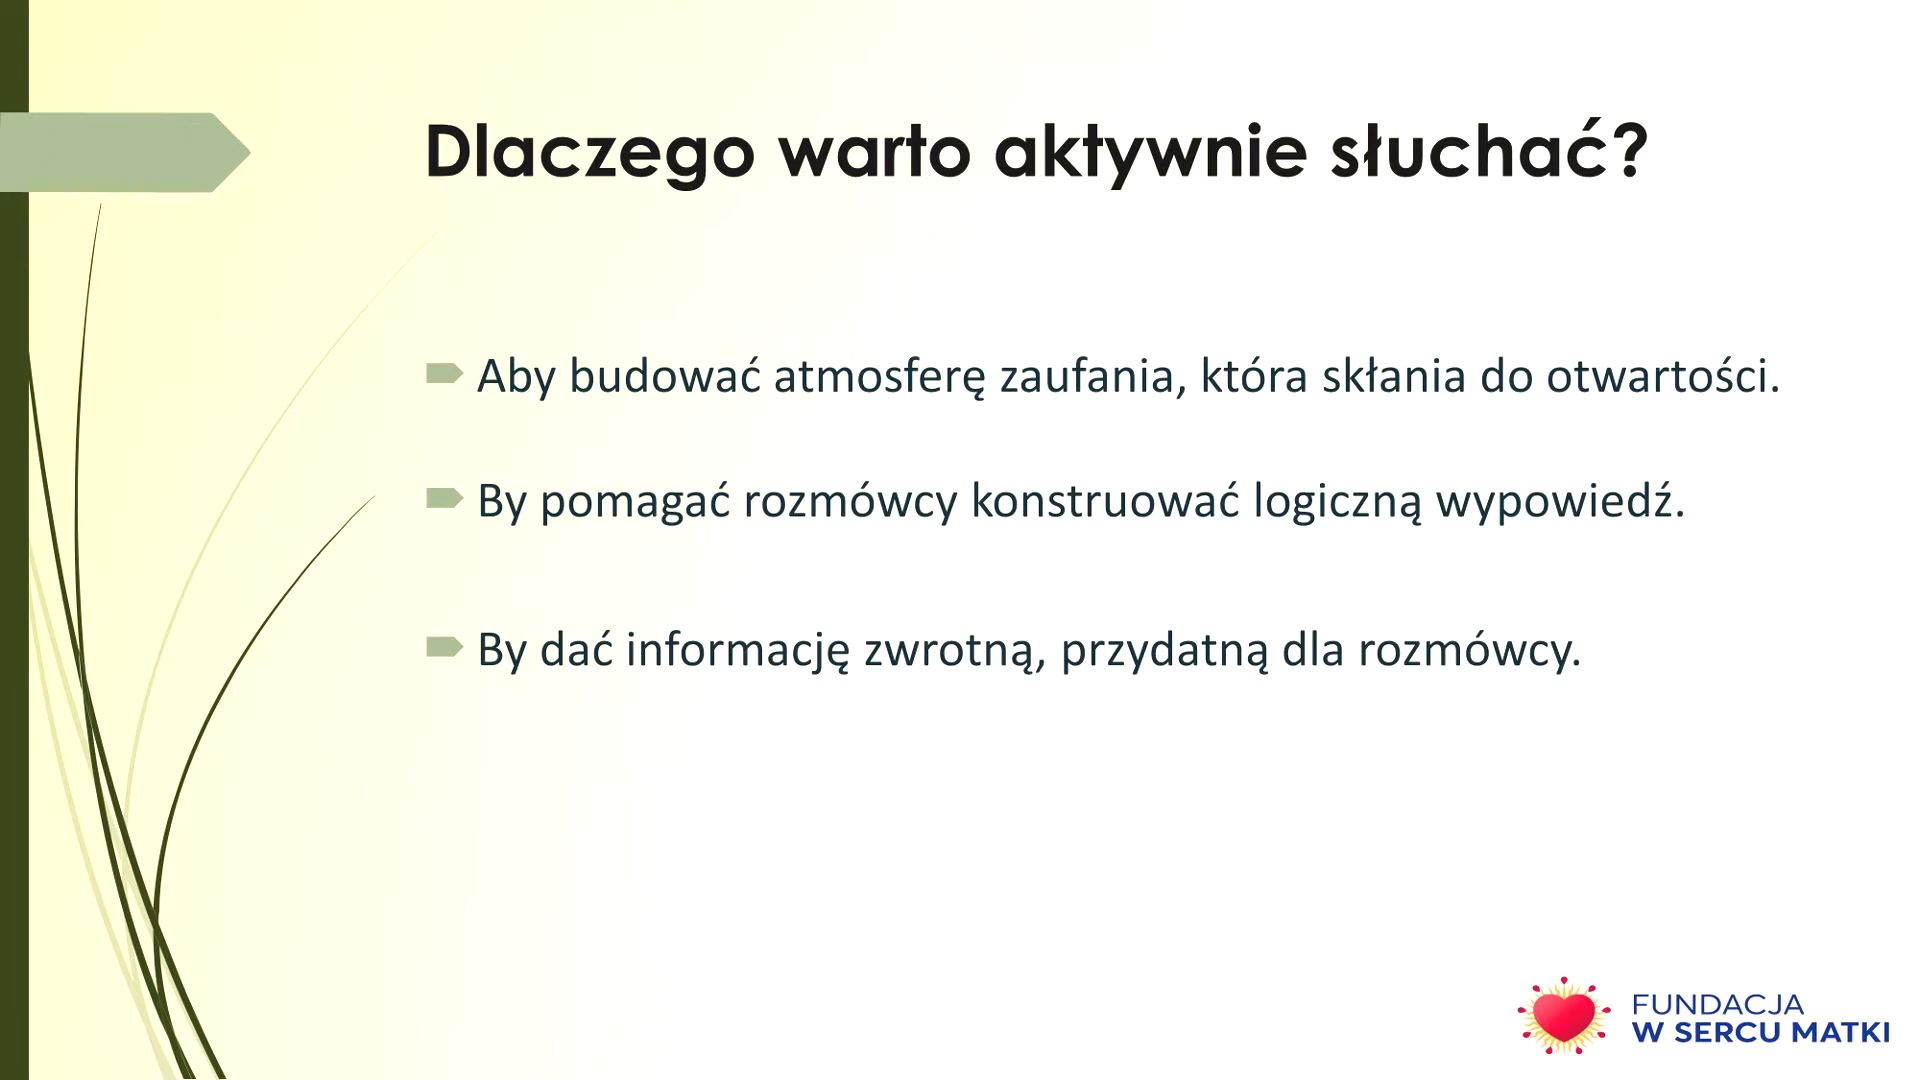 Dlaczego warto aktywnie słuchać?
Aby budować atmosferę zaufania, która skłania do otwartości.
By pomagać rozmówcy konstruować logiczną wypowiedź.
By dać informację zwrotną, przydatną dla rozmówcy.
FUNDACJA
W SERCU MATKI